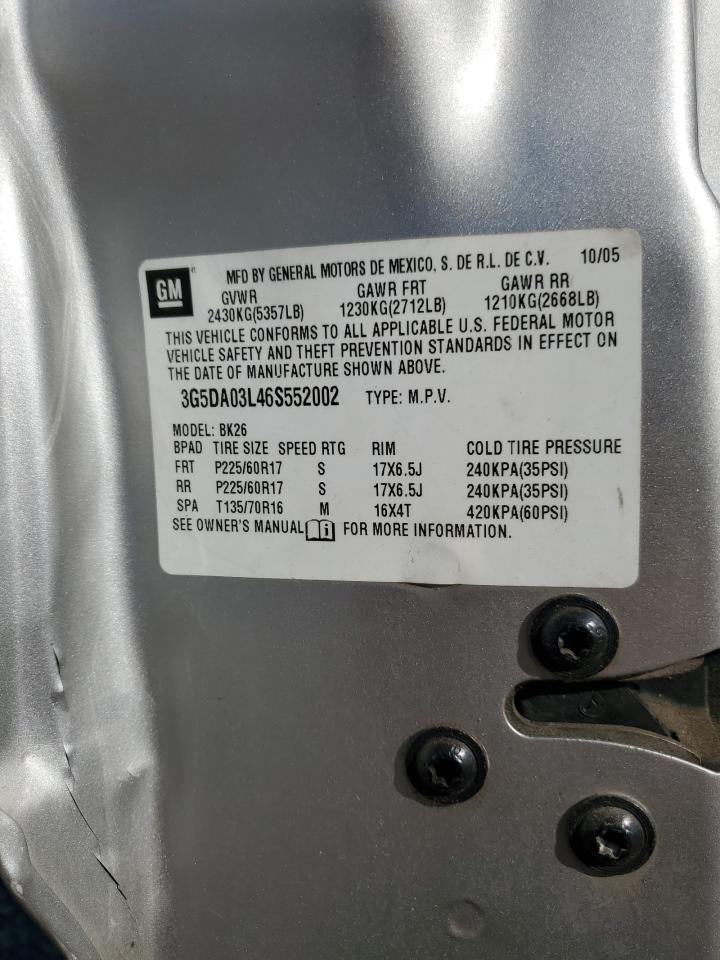 GM MFD BY GENERAL MOTORS DE MEXICO, S. DE R.L. DE C.V. 10/05
GVWR GAWR FRT GAWR RR
2430KG(5357LB) 1230KG(2712LB) 1210KG(2668LB)
THIS VEHICLE CONFORMS TO ALL APPLICABLE U.S. FEDERAL MOTOR
VEHICLE SAFETY AND THEFT PREVENTION STANDARDS IN EFFECT ON
THE DATE OF MANUFACTURE SHOWN ABOVE.
3G5DA03L46S552002 TYPE: M.P.V.
MODEL: BK26
BPAD TIRE SIZE SPEED RTG RIM COLD TIRE PRESSURE
FRT P225/60R17 S 17X6.5J 240KPA(35PSI)
RR P225/60R17 S 17X6.5J 240KPA(35PSI)
SPA T135/70R16 M 16X4T 420KPA(60PSI)
SEE OWNER'S MANUAL i FOR MORE INFORMATION.